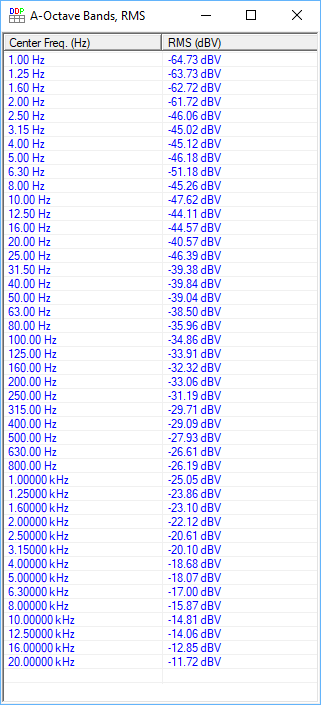 DDP A-Octave Bands, RMS
Center Freq. (Hz) RMS (dBV)
1.00 Hz -64.73 dBV
1.25 Hz -63.73 dBV
1.60 Hz -62.72 dBV
2.00 Hz -61.72 dBV
2.50 Hz -46.06 dBV
3.15 Hz -45.02 dBV
4.00 Hz -45.12 dBV
5.00 Hz -46.18 dBV
6.30 Hz -51.18 dBV
8.00 Hz -45.26 dBV
10.00 Hz -47.62 dBV
12.50 Hz -44.11 dBV
16.00 Hz -44.57 dBV
20.00 Hz -40.57 dBV
25.00 Hz -46.39 dBV
31.50 Hz -39.38 dBV
40.00 Hz -39.84 dBV
50.00 Hz -39.04 dBV
63.00 Hz -38.50 dBV
80.00 Hz -35.96 dBV
100.00 Hz -34.86 dBV
125.00 Hz -33.91 dBV
160.00 Hz -32.32 dBV
200.00 Hz -33.06 dBV
250.00 Hz -31.19 dBV
315.00 Hz -29.71 dBV
400.00 Hz -29.09 dBV
500.00 Hz -27.93 dBV
630.00 Hz -26.61 dBV
800.00 Hz -26.19 dBV
1.00000 kHz -25.05 dBV
1.25000 kHz -23.86 dBV
1.60000 kHz -23.10 dBV
2.00000 kHz -22.12 dBV
2.50000 kHz -20.61 dBV
3.15000 kHz -20.10 dBV
4.00000 kHz -18.68 dBV
5.00000 kHz -18.07 dBV
6.30000 kHz -17.00 dBV
8.00000 kHz -15.87 dBV
10.00000 kHz -14.81 dBV
12.50000 kHz -14.06 dBV
16.00000 kHz -12.85 dBV
20.00000 kHz -11.72 dBV